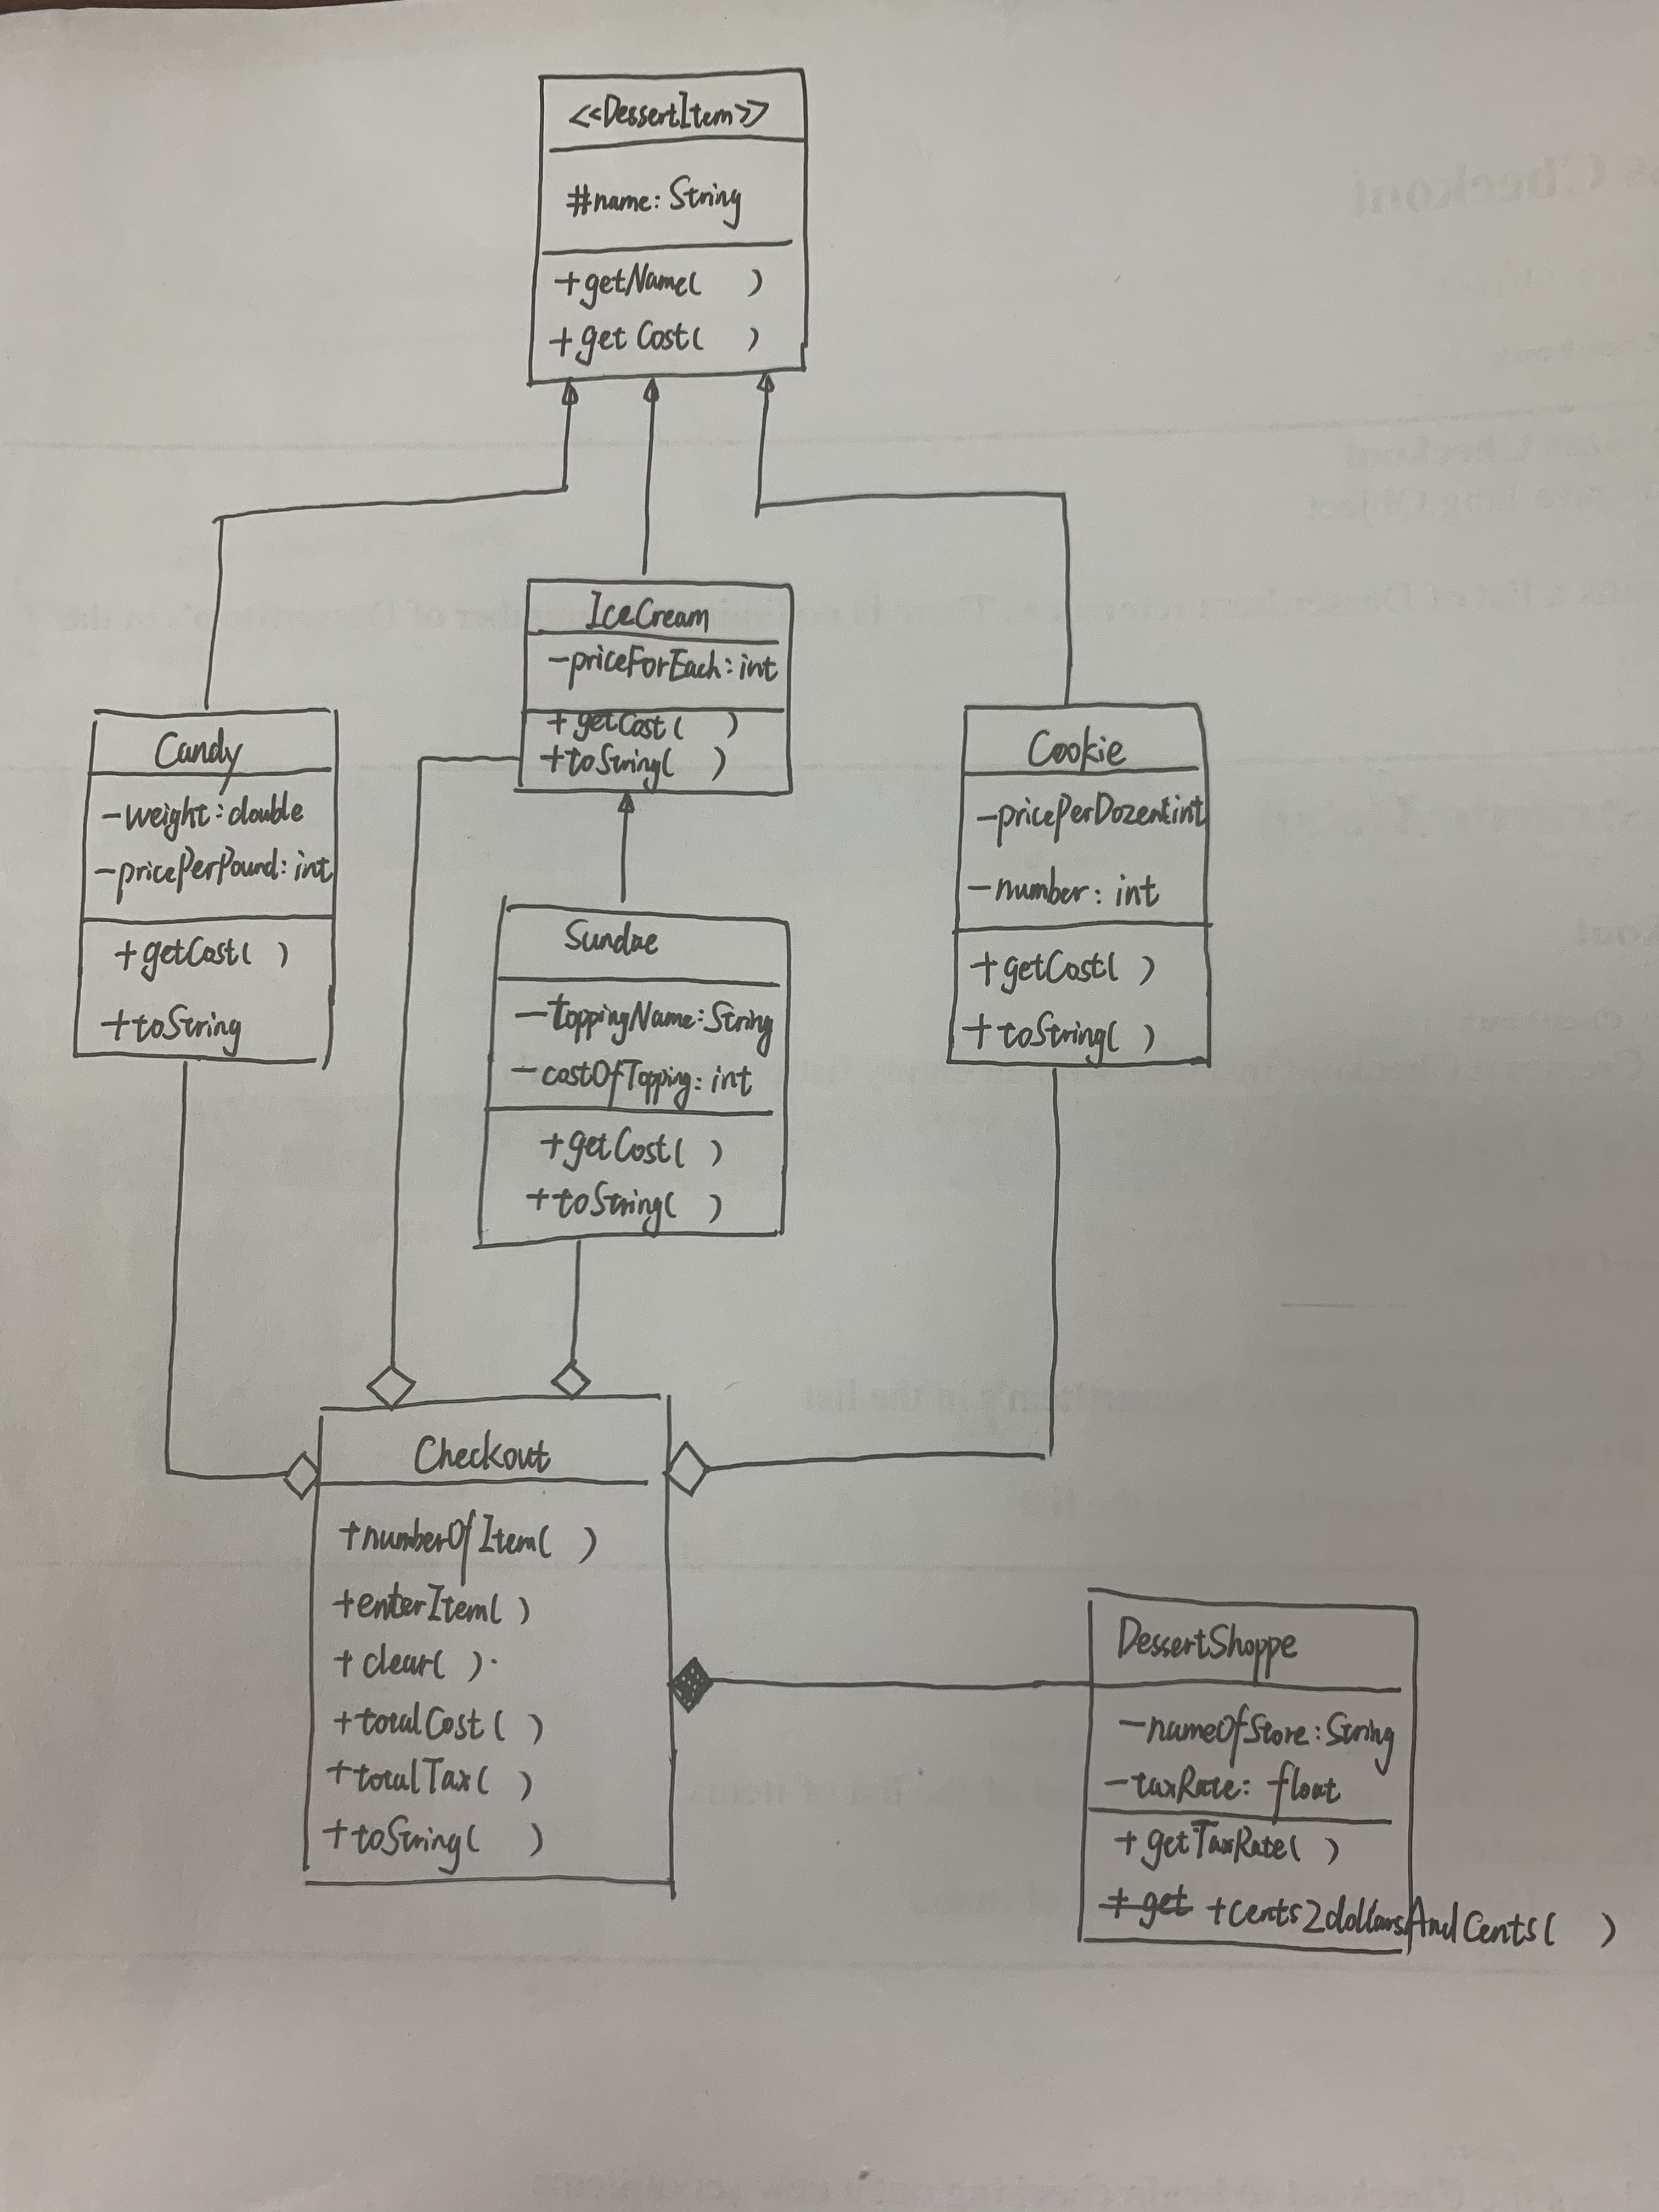 <<DessertItem>>
#name: String
+getName( )
+getCost( )
IceCream
-priceForEach: int
+getCost( )
+toString( )
Candy
-weight: double
-pricePerPound: int
+getCost( )
+toString
Cookie
-pricePerDozen:int
-number: int
+getCost( )
+toString( )
Sundae
-toppingName: String
-costOfTopping: int
+getCost( )
+toString( )
Checkout
+numberOfItem( )
+enterItem( )
+clear( )
+totalCost( )
+totalTax( )
+toString( )
DessertShoppe
-nameOfStore: String
-taxRate: float
+getTaxRate( )
+get +cents2dollarsAndCents( )